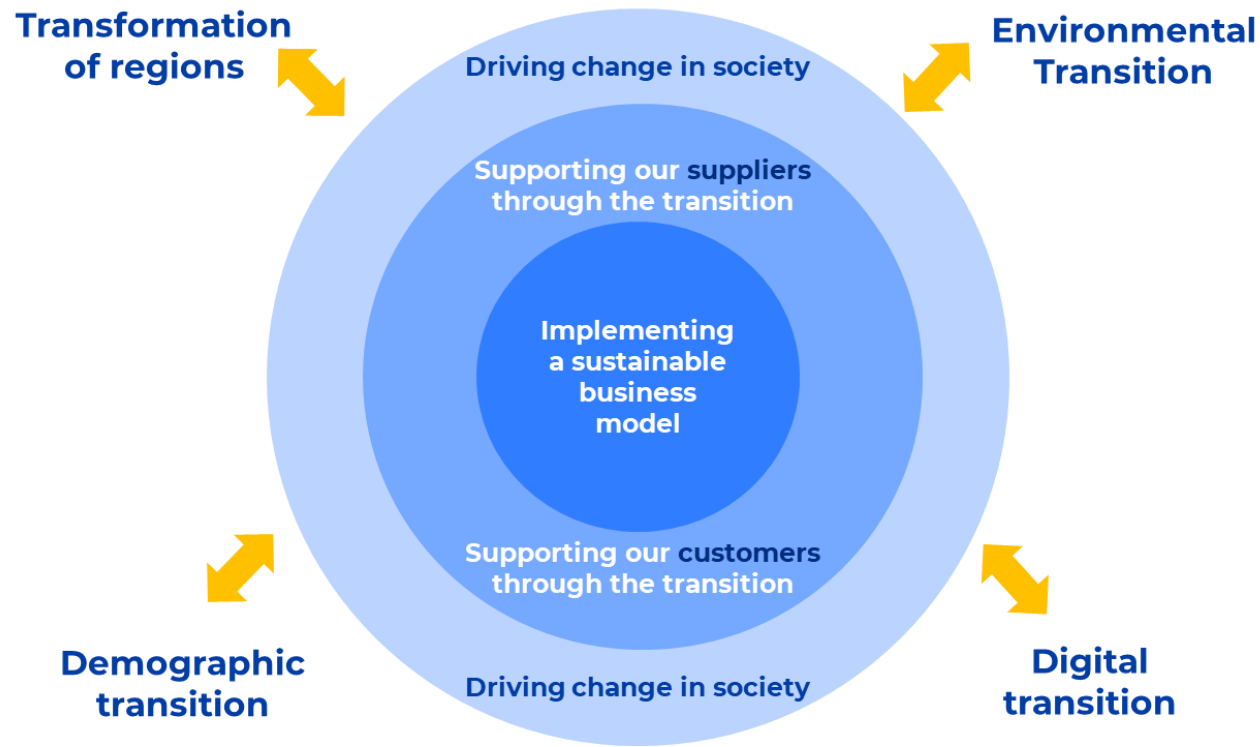 Transformation
of regions
Environmental
Transition
Driving change in society
Supporting our suppliers
through the transition
Implementing
a sustainable
business
model
Supporting our customers
through the transition
Demographic
transition
Digital
transition
Driving change in society